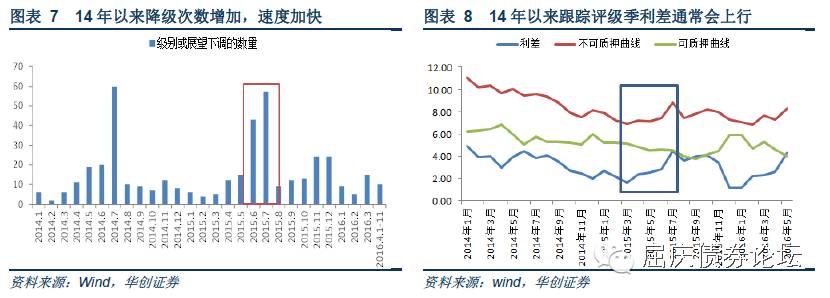 图表 7 14 年以来降级次数增加，速度加快
级别或展望下调的数量
70
60
50
40
30
20
10
0
2014.1
2014.2
2014.3
2014.4
2014.5
2014.6
2014.7
2014.8
2014.9
2014.10
2014.11
2014.12
2015.1
2015.2
2015.3
2015.4
2015.5
2015.6
2015.7
2015.8
2015.9
2015.10
2015.11
2015.12
2016.1
2016.2
2016.3
2016.4.1-11
资料来源：Wind，华创证券
图表 8 14 年以来跟踪评级季利差通常会上行
利差 不可质押曲线 可质押曲线
12.00
10.00
8.00
6.00
4.00
2.00
0.00
2014年1月
2014年3月
2014年5月
2014年7月
2014年9月
2014年11月
2015年1月
2015年3月
2015年5月
2015年7月
2015年9月
2015年11月
2016年1月
2016年3月
2016年5月
资料来源：wind，华创证券
屈庆债券论坛